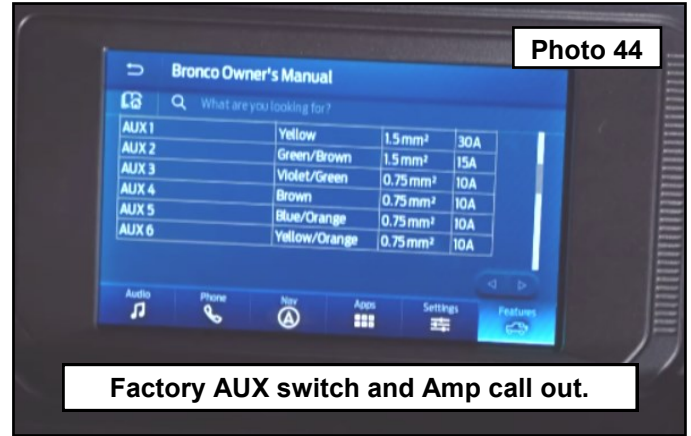 Photo 44
Bronco Owner's Manual
What are you looking for?
AUX 1 Yellow 1.5 mm² 30A
AUX 2 Green/Brown 1.5 mm² 15A
AUX 3 Violet/Green 0.75 mm² 10A
AUX 4 Brown 0.75 mm² 10A
AUX 5 Blue/Orange 0.75 mm² 10A
AUX 6 Yellow/Orange 0.75 mm² 10A
Audio Phone Nav Apps Settings Features
Factory AUX switch and Amp call out.